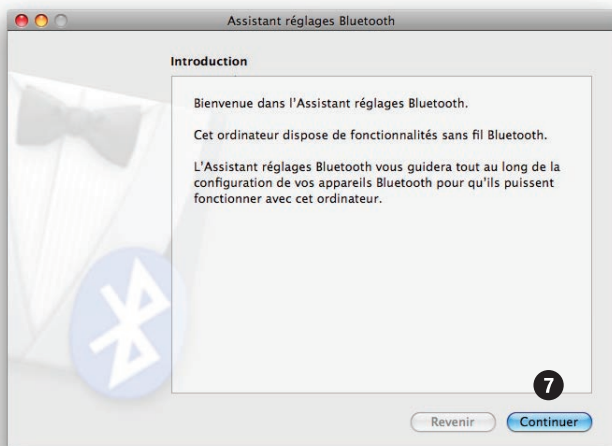 Assistant réglages Bluetooth
Introduction
Bienvenue dans l'Assistant réglages Bluetooth.
Cet ordinateur dispose de fonctionnalités sans fil Bluetooth.
L'Assistant réglages Bluetooth vous guidera tout au long de la
configuration de vos appareils Bluetooth pour qu'ils puissent
fonctionner avec cet ordinateur.
7
Revenir Continuer